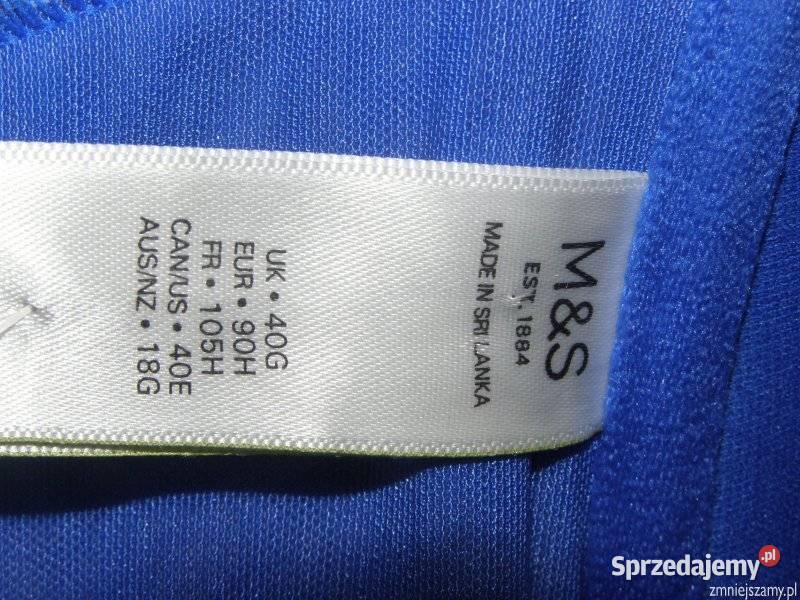 M&S
EST. 1884
MADE IN SRI LANKA
UK • 40G
EUR • 90H
FR • 105H
CAN/US • 40E
AUS/NZ • 18G
Sprzedajemy.pl
zmniejszamy.pl